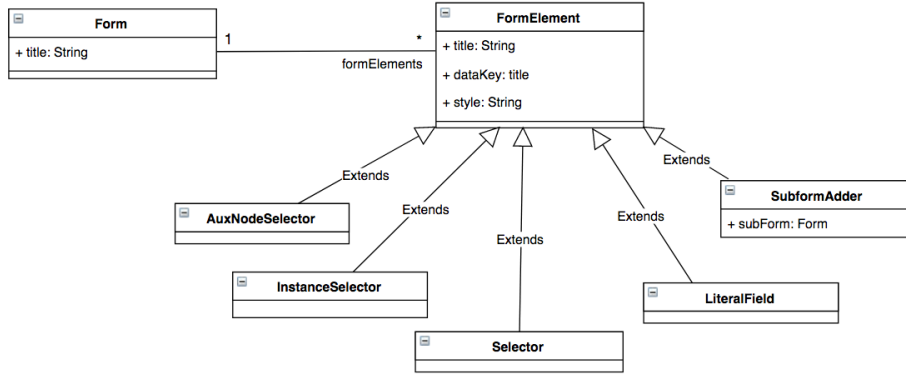 Form
+ title: String
1
*
formElements
FormElement
+ title: String
+ dataKey: title
+ style: String
Extends
Extends
Extends
Extends
Extends
AuxNodeSelector
InstanceSelector
Selector
LiteralField
SubformAdder
+ subForm: Form